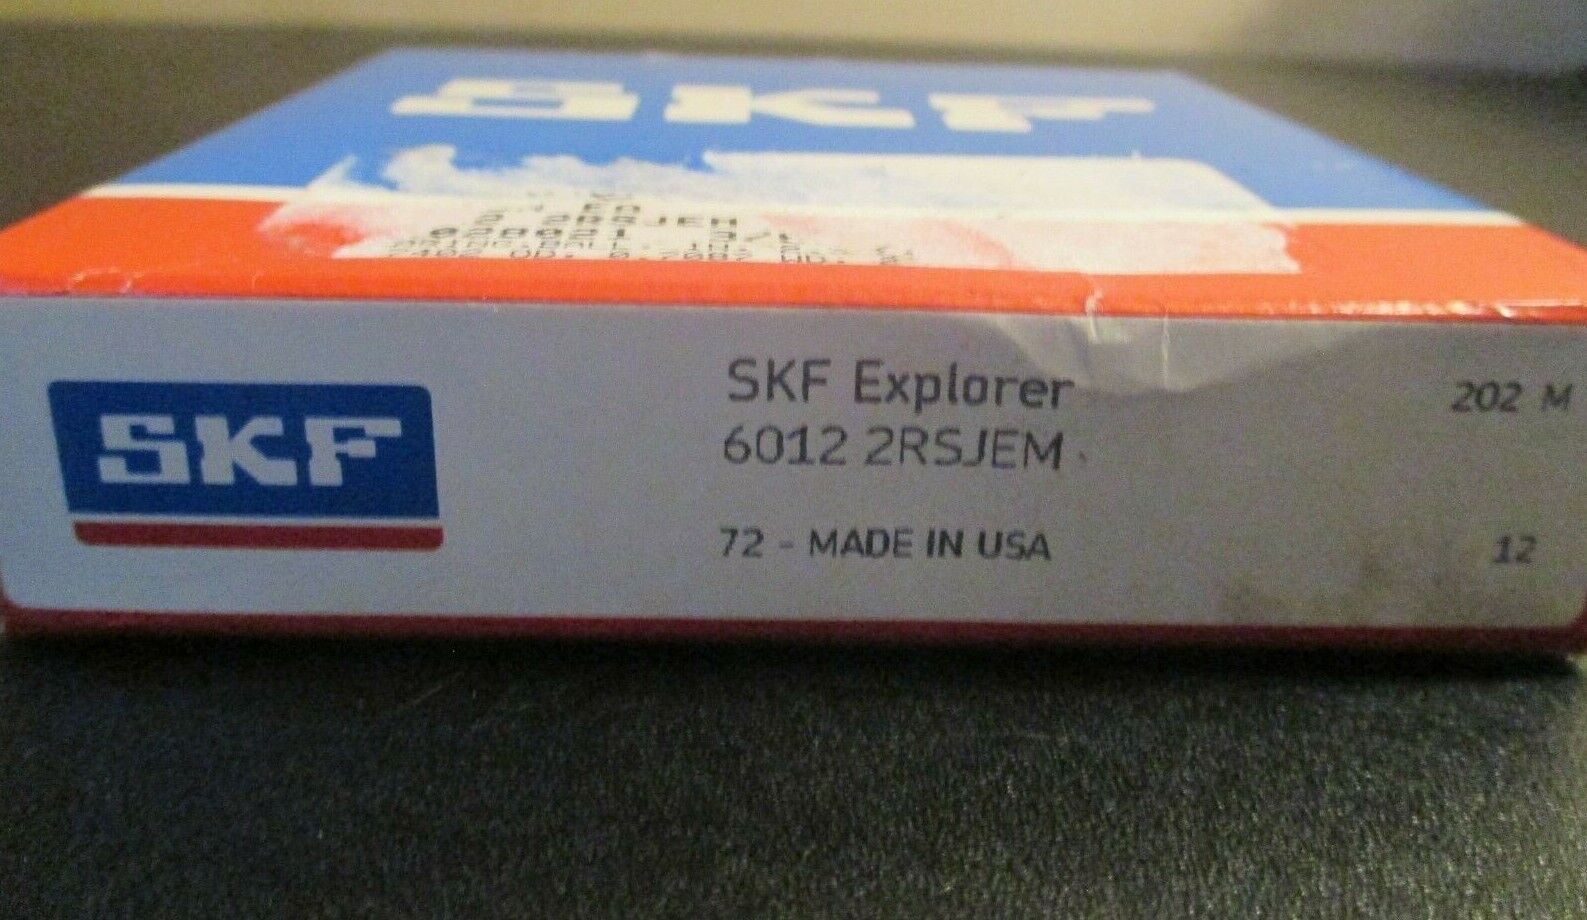 SKF
SKF
SKF Explorer
6012 2RSJEM
72 - MADE IN USA
202 M
12